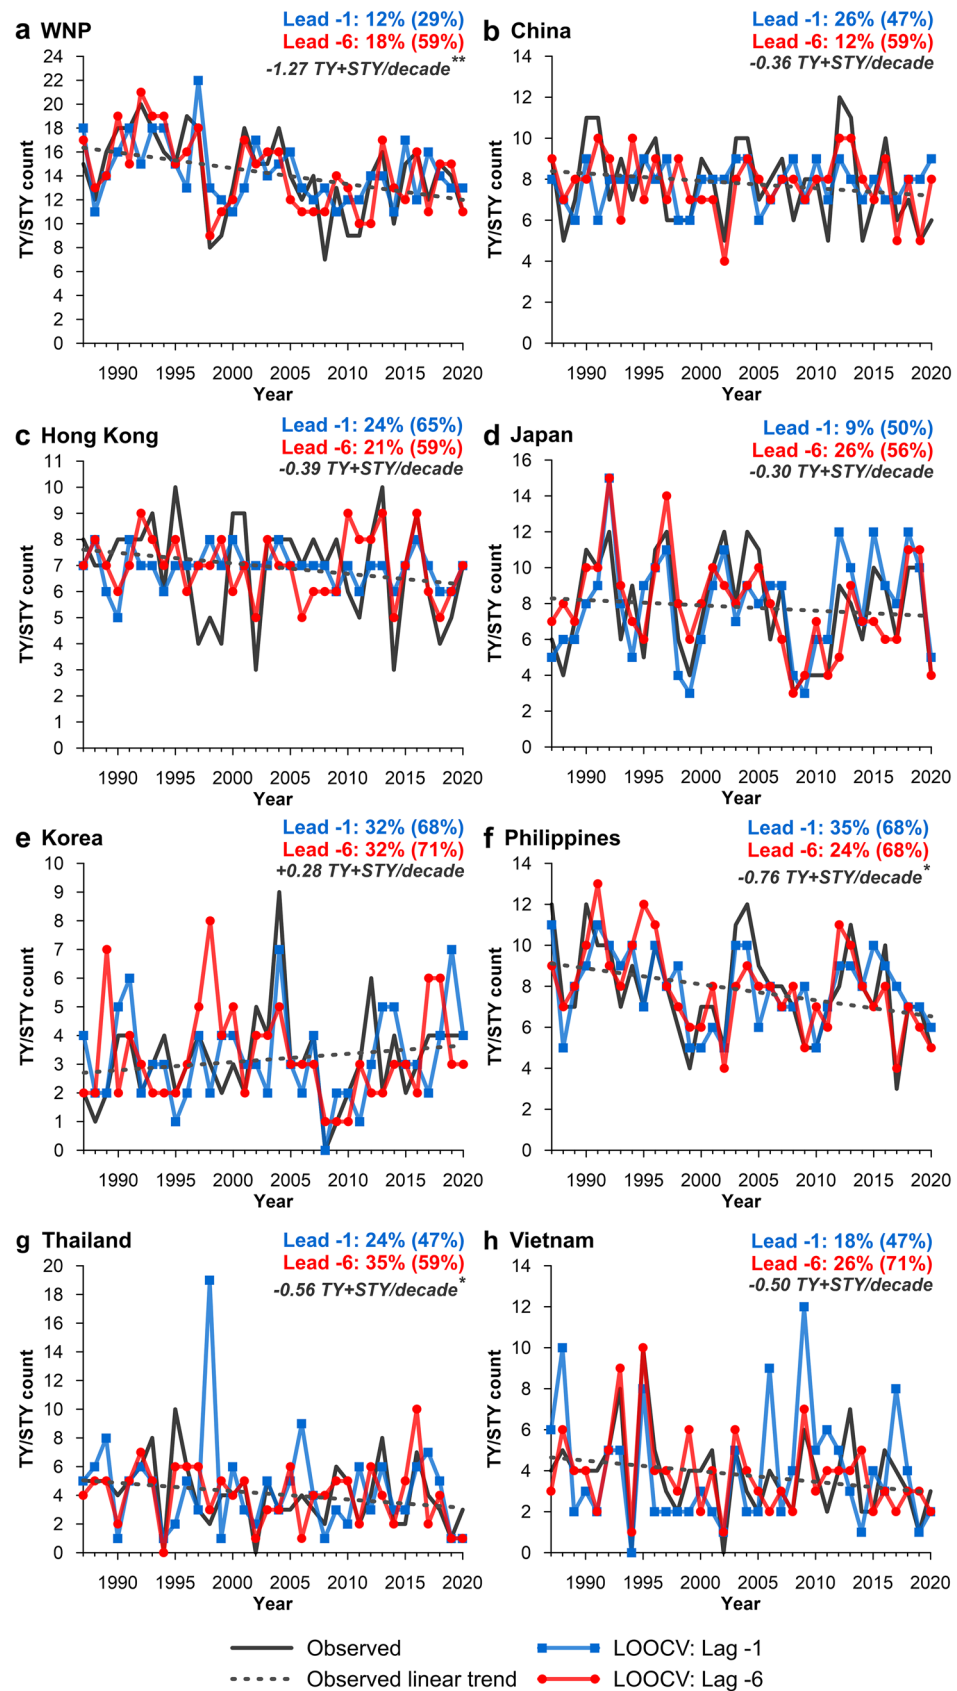 a WNP
Lead -1: 12% (29%)
Lead -6: 18% (59%)
-1.27 TY+STY/decade**
TY/STY count
24
22
20
18
16
14
12
10
8
6
4
2
0
1990 1995 2000 2005 2010 2015 2020
Year
b China
Lead -1: 26% (47%)
Lead -6: 12% (59%)
-0.36 TY+STY/decade
TY/STY count
14
12
10
8
6
4
2
0
1990 1995 2000 2005 2010 2015 2020
Year
c Hong Kong
Lead -1: 24% (65%)
Lead -6: 21% (59%)
-0.39 TY+STY/decade
TY/STY count
11
10
9
8
7
6
5
4
3
2
1
0
1990 1995 2000 2005 2010 2015 2020
Year
d Japan
Lead -1: 9% (50%)
Lead -6: 26% (56%)
-0.30 TY+STY/decade
TY/STY count
16
14
12
10
8
6
4
2
0
1990 1995 2000 2005 2010 2015 2020
Year
e Korea
Lead -1: 32% (68%)
Lead -6: 32% (71%)
+0.28 TY+STY/decade
TY/STY count
10
9
8
7
6
5
4
3
2
1
0
1990 1995 2000 2005 2010 2015 2020
Year
f Philippines
Lead -1: 35% (68%)
Lead -6: 24% (68%)
-0.76 TY+STY/decade*
TY/STY count
14
12
10
8
6
4
2
0
1990 1995 2000 2005 2010 2015 2020
Year
g Thailand
Lead -1: 24% (47%)
Lead -6: 35% (59%)
-0.56 TY+STY/decade*
TY/STY count
20
18
16
14
12
10
8
6
4
2
0
1990 1995 2000 2005 2010 2015 2020
Year
h Vietnam
Lead -1: 18% (47%)
Lead -6: 26% (71%)
-0.50 TY+STY/decade
TY/STY count
14
12
10
8
6
4
2
0
1990 1995 2000 2005 2010 2015 2020
Year
Observed
LOOCV: Lag -1
Observed linear trend
LOOCV: Lag -6